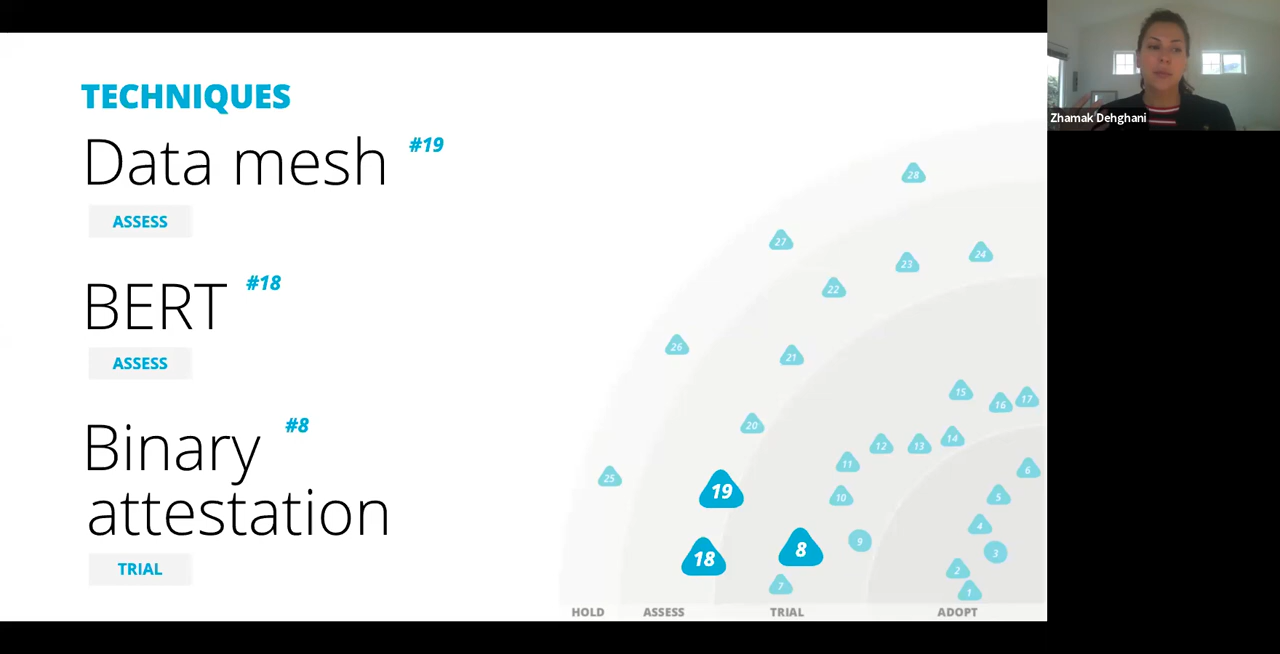 TECHNIQUES
Data mesh #19
ASSESS
BERT #18
ASSESS
Binary #8
attestation
TRIAL
28
27
24
23
22
26
21
15
17
16
20
14
12
13
11
6
25
19
10
5
4
8
9
3
18
2
7
1
HOLD ASSESS TRIAL ADOPT
Zhamak Dehghani